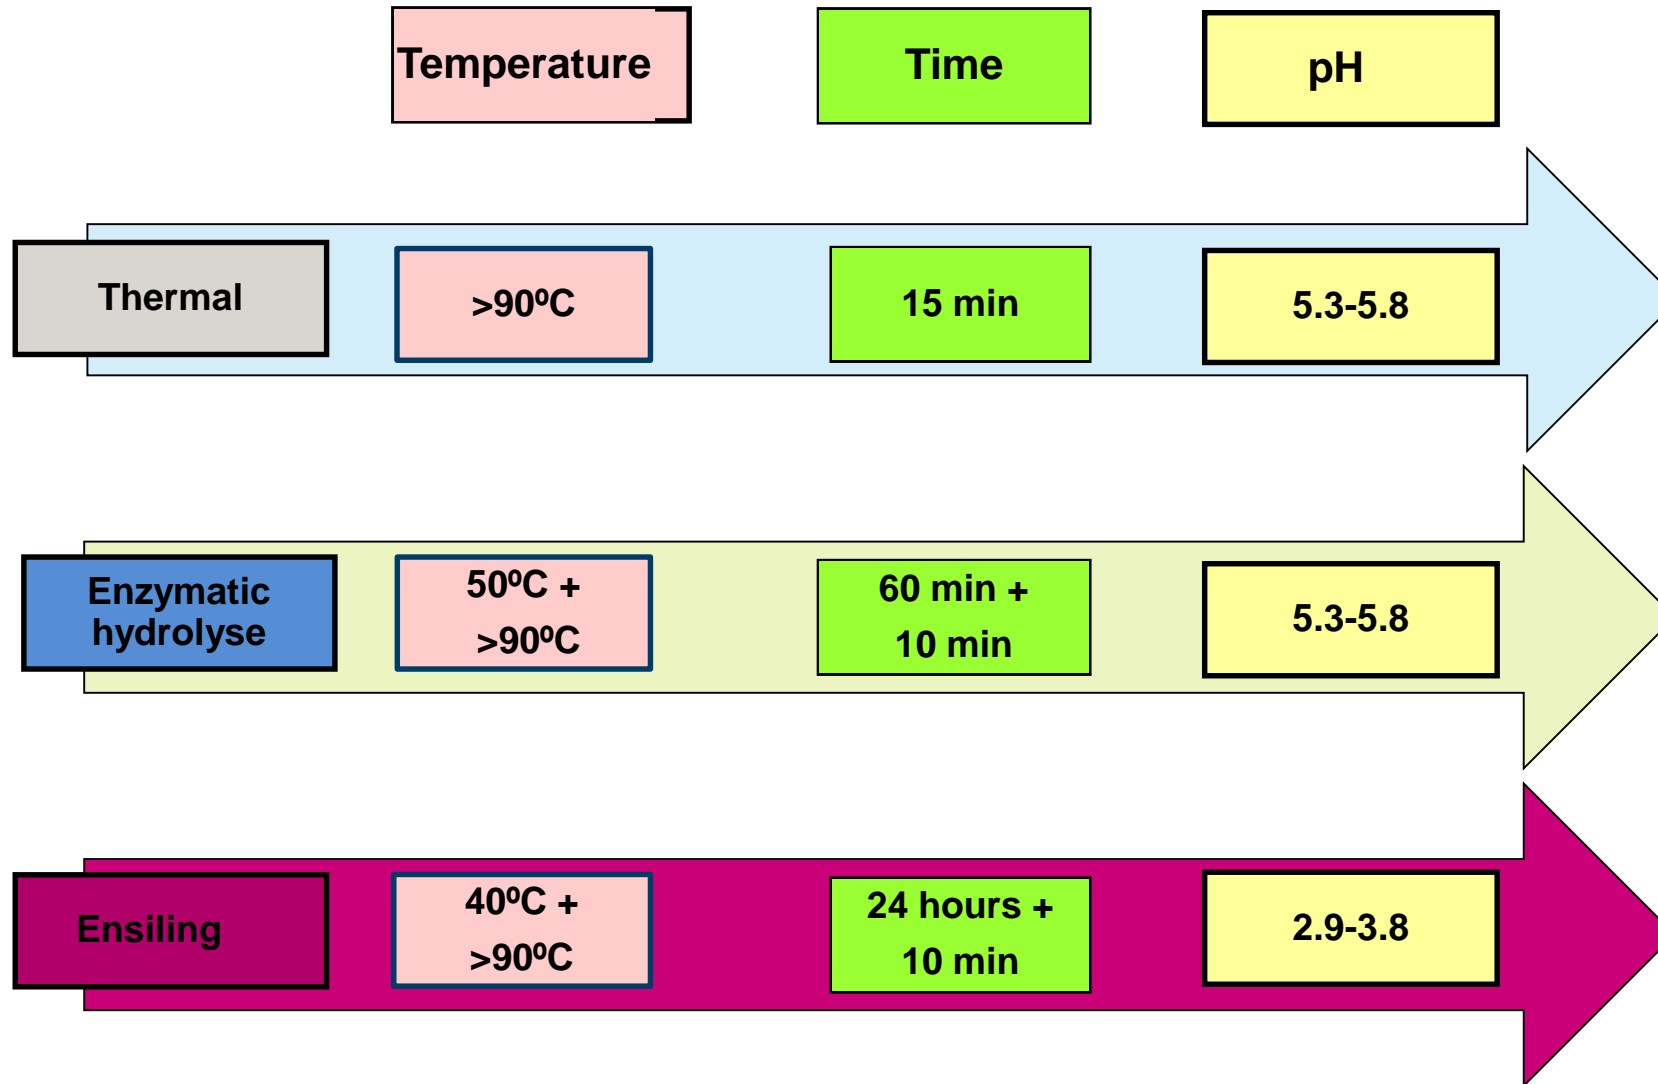 Temperature
Time
pH
Thermal
>90ºC
15 min
5.3-5.8
Enzymatic
hydrolyse
50ºC +
>90ºC
60 min +
10 min
5.3-5.8
Ensiling
40ºC +
>90ºC
24 hours +
10 min
2.9-3.8